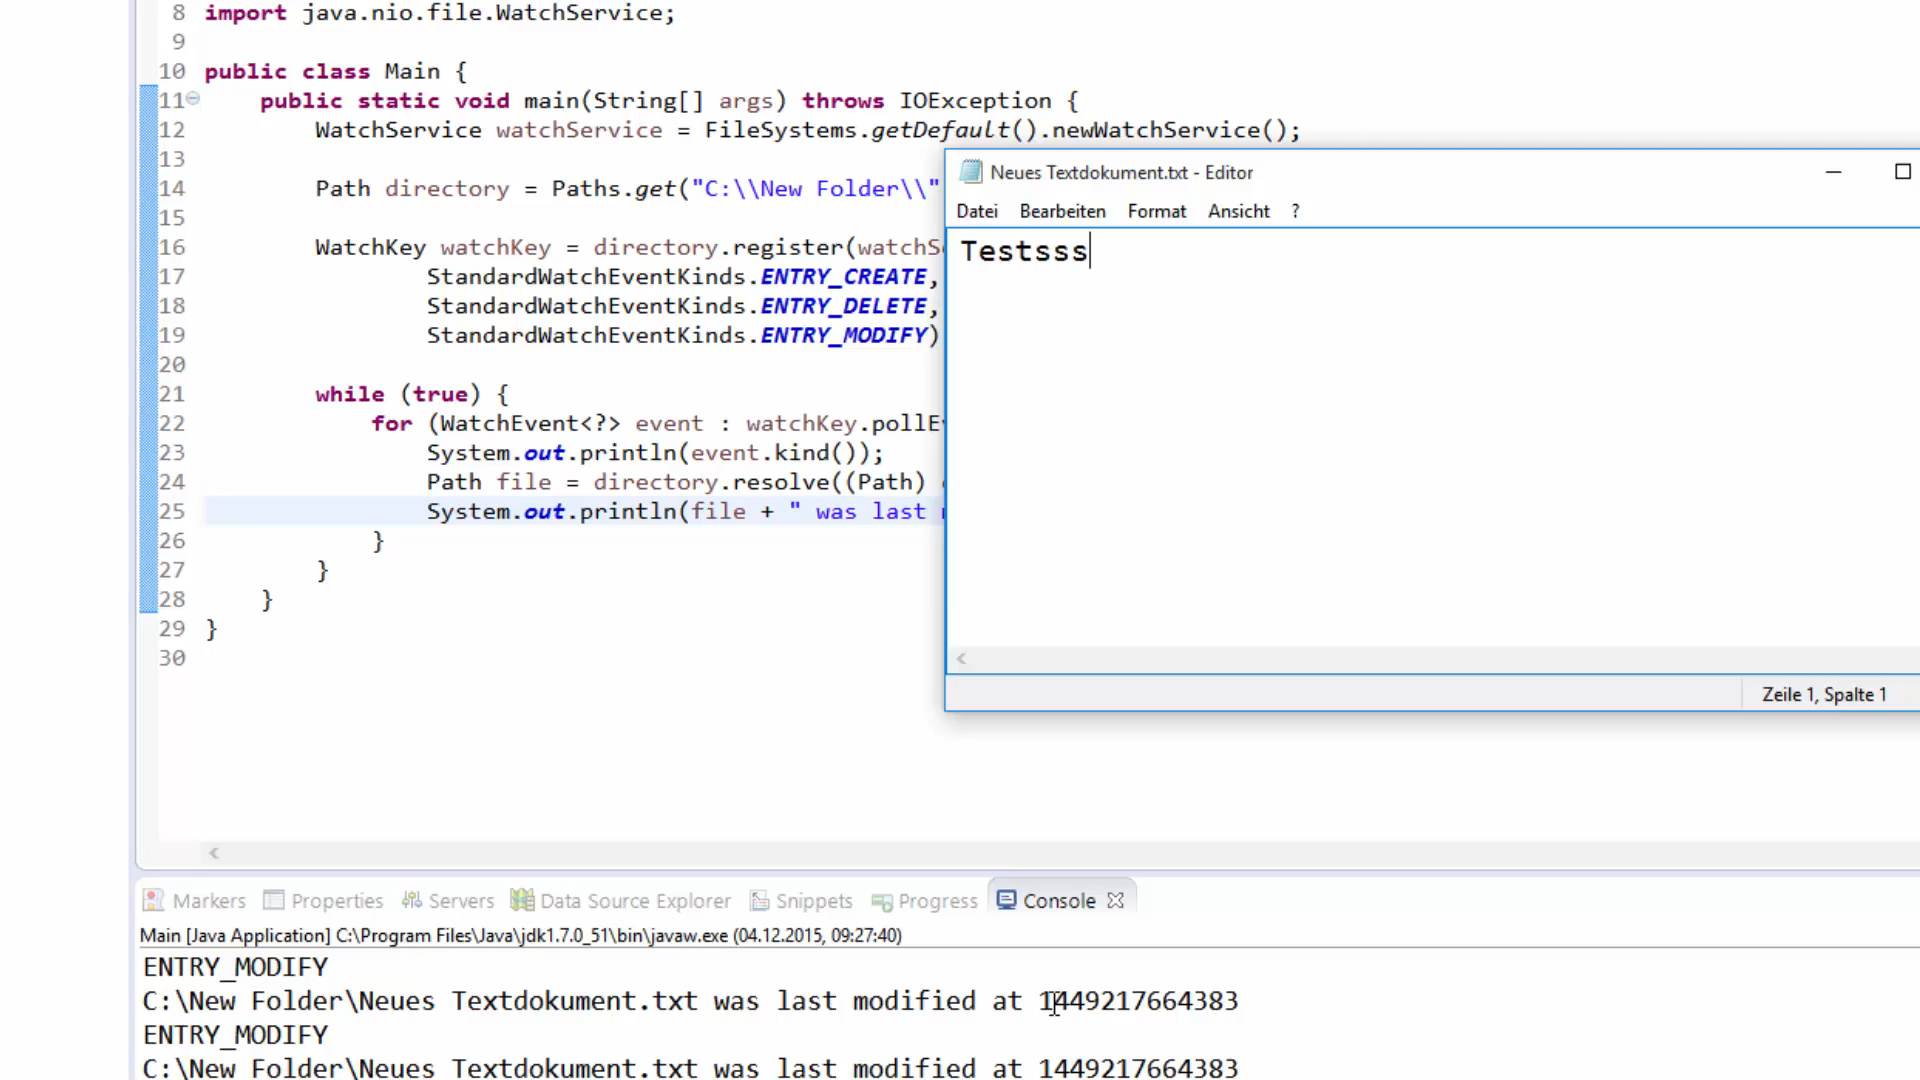 8 import java.nio.file.WatchService;
9
10 public class Main {
11 public static void main(String[] args) throws IOException {
12 WatchService watchService = FileSystems.getDefault().newWatchService();
13
14 Path directory = Paths.get("C:\\New Folder\\"
15
16 WatchKey watchKey = directory.register(watchS
17 StandardWatchEventKinds.ENTRY_CREATE,
18 StandardWatchEventKinds.ENTRY_DELETE,
19 StandardWatchEventKinds.ENTRY_MODIFY)
20
21 while (true) {
22 for (WatchEvent<?> event : watchKey.pollE
23 System.out.println(event.kind());
24 Path file = directory.resolve((Path)
25 System.out.println(file + " was last
26 }
27 }
28 }
29 }
30
Neues Textdokument.txt - Editor
Datei Bearbeiten Format Ansicht ?
Testsss
Zeile 1, Spalte 1
Markers Properties Servers Data Source Explorer Snippets Progress Console
Main [Java Application] C:\Program Files\Java\jdk1.7.0_51\bin\javaw.exe (04.12.2015, 09:27:40)
ENTRY_MODIFY
C:\New Folder\Neues Textdokument.txt was last modified at 1449217664383
ENTRY_MODIFY
C:\New Folder\Neues Textdokument.txt was last modified at 1449217664383